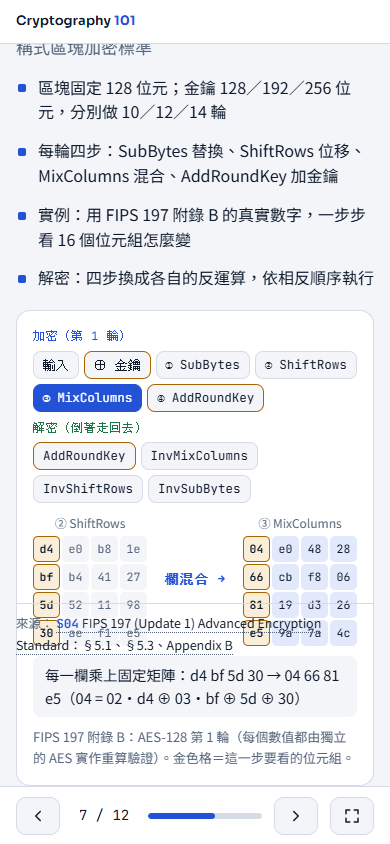 Cryptography 101
稱式區塊加密標準
區塊固定 128 位元；金鑰 128／192／256 位
元，分別做 10／12／14 輪
每輪四步：SubBytes 替換、ShiftRows 位移、
MixColumns 混合、AddRoundKey 加金鑰
實例：用 FIPS 197 附錄 B 的真實數字，一步步
看 16 個位元組怎麼變
解密：四步換成各自的反運算，依相反順序執行
加密（第 1 輪）
輸入 ⊕ 金鑰 ① SubBytes ② ShiftRows
③ MixColumns ④ AddRoundKey
解密（倒著走回去）
AddRoundKey InvMixColumns
InvShiftRows InvSubBytes
② ShiftRows ③ MixColumns
d4 e0 b8 1e 04 e0 48 28
bf b4 41 27 欄混合 → 66 cb f8 06
5d 52 11 98 81 19 d3 26
來源： S04 FIPS 197 (Update 1) Advanced Encryption
30 ae f1 e5 e5 9a 7a 4c
Standard：§5.1、§5.3、Appendix B
每一欄乘上固定矩陣：d4 bf 5d 30 → 04 66 81
e5（04 = 02・d4 ⊕ 03・bf ⊕ 5d ⊕ 30）
FIPS 197 附錄 B：AES-128 第 1 輪（每個數值都由獨立
的 AES 實作重算驗證）。金色格＝這一步要看的位元組。
7 / 12